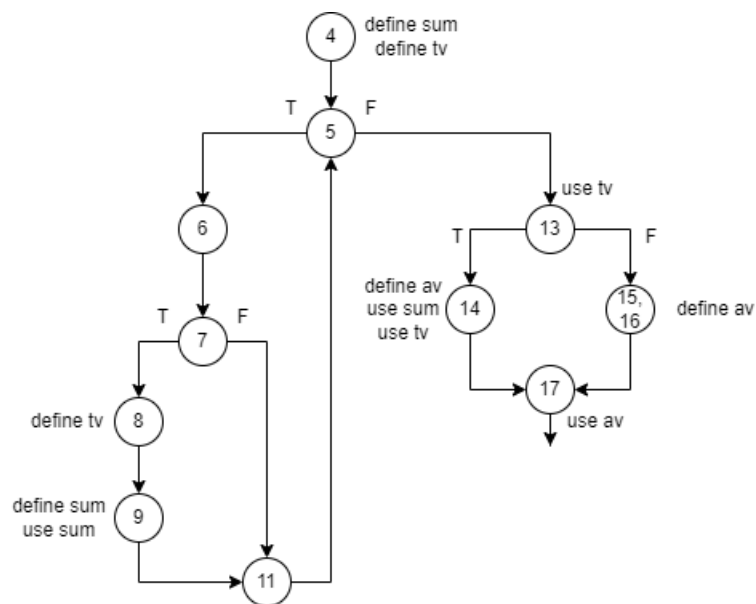 4
define sum
define tv
T
F
5
use tv
6
13
T
F
define av
use sum
use tv
14
15,
16
define av
T
F
7
17
use av
define tv
8
define sum
use sum
9
11